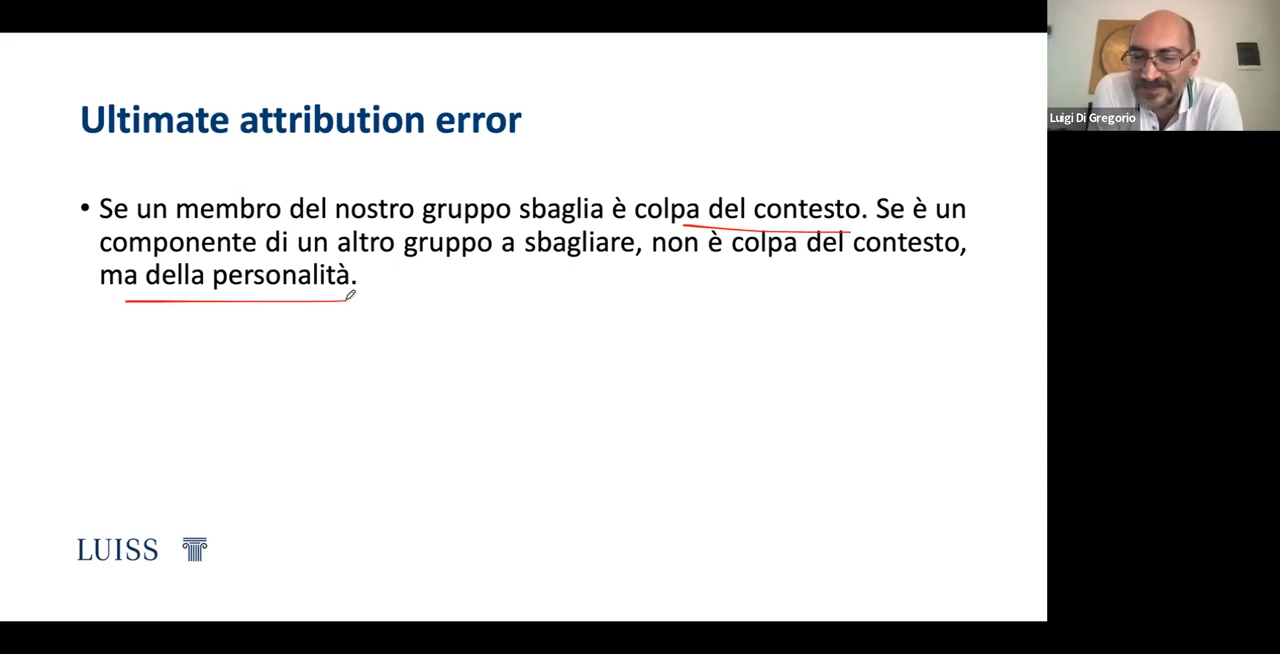 Ultimate attribution error
• Se un membro del nostro gruppo sbaglia è colpa del contesto. Se è un
componente di un altro gruppo a sbagliare, non è colpa del contesto,
ma della personalità.
LUISS
Luigi Di Gregorio